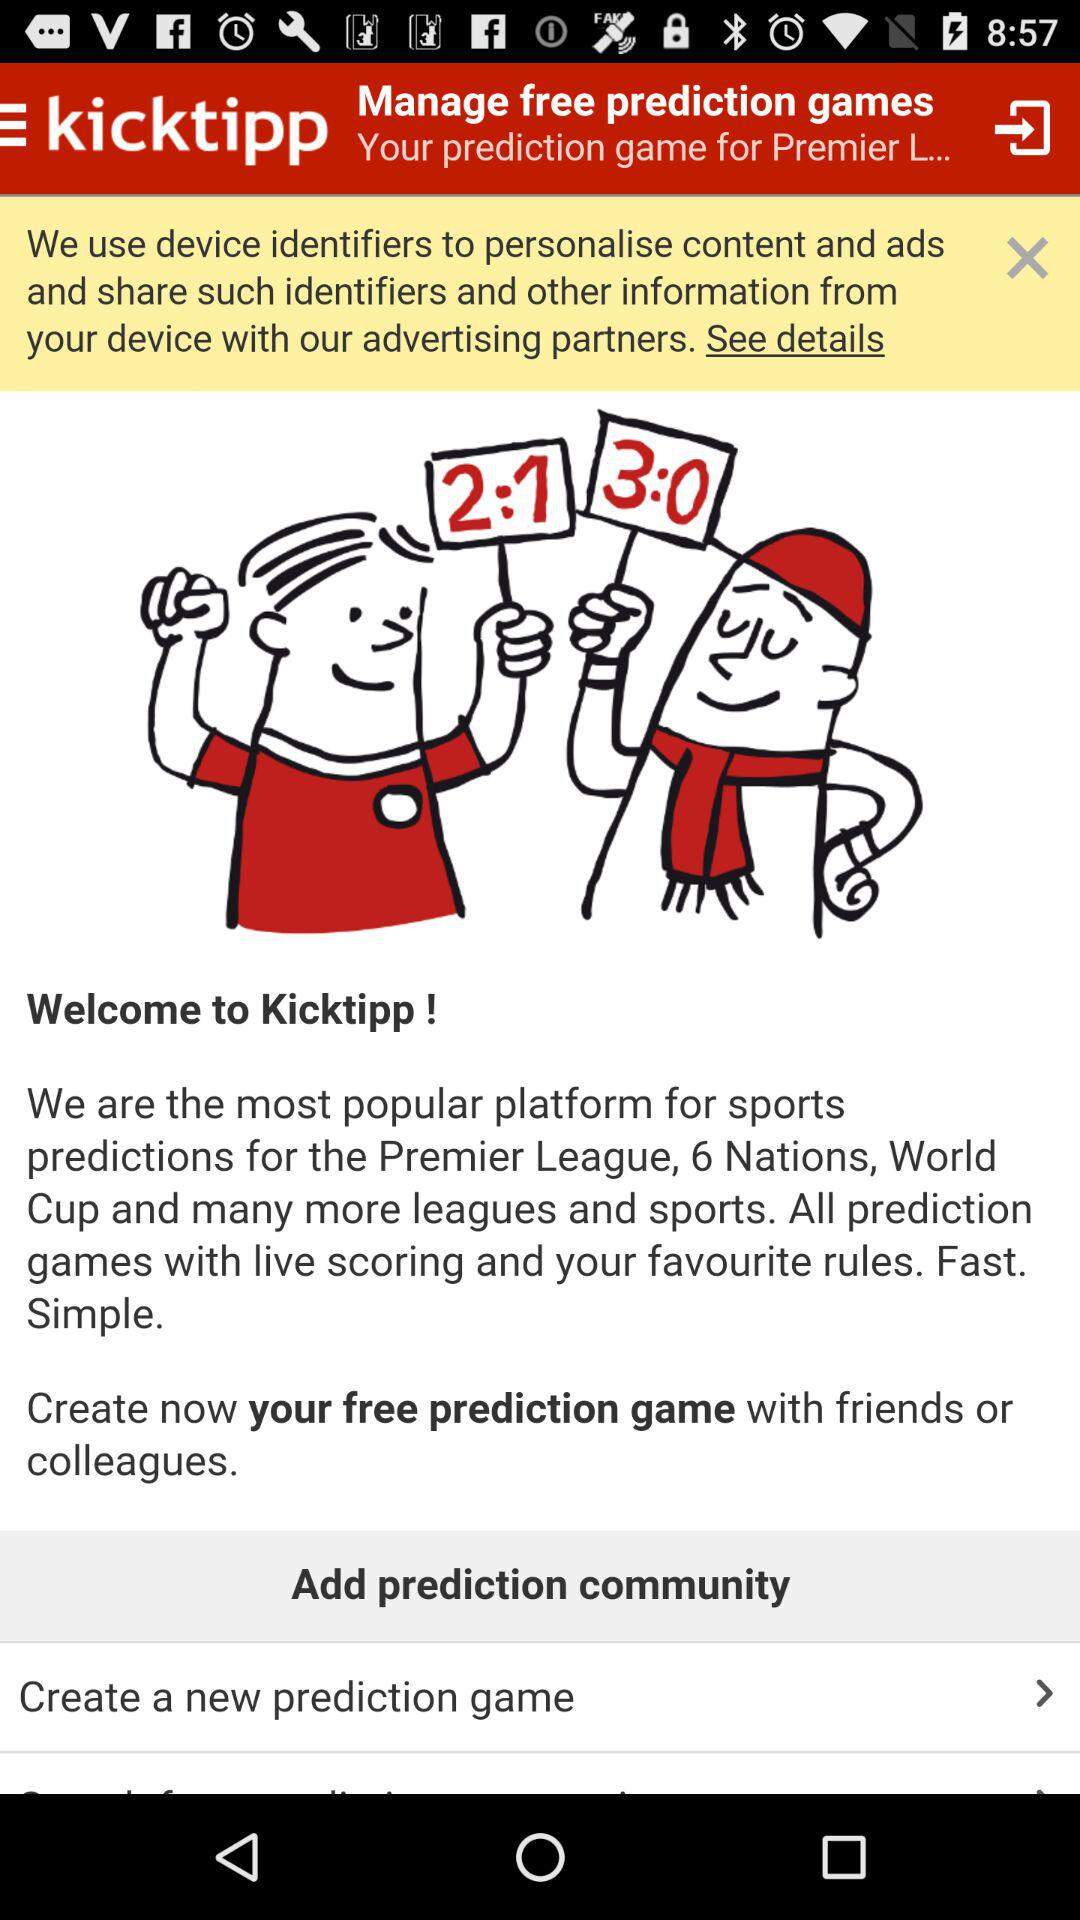 FAKE
8:57
kicktipp
Manage free prediction games
Your prediction game for Premier L...
We use device identifiers to personalise content and ads
and share such identifiers and other information from
your device with our advertising partners. See details
2:1
3:0
Welcome to Kicktipp !
We are the most popular platform for sports
predictions for the Premier League, 6 Nations, World
Cup and many more leagues and sports. All prediction
games with live scoring and your favourite rules. Fast.
Simple.
Create now your free prediction game with friends or
colleagues.
Add prediction community
Create a new prediction game